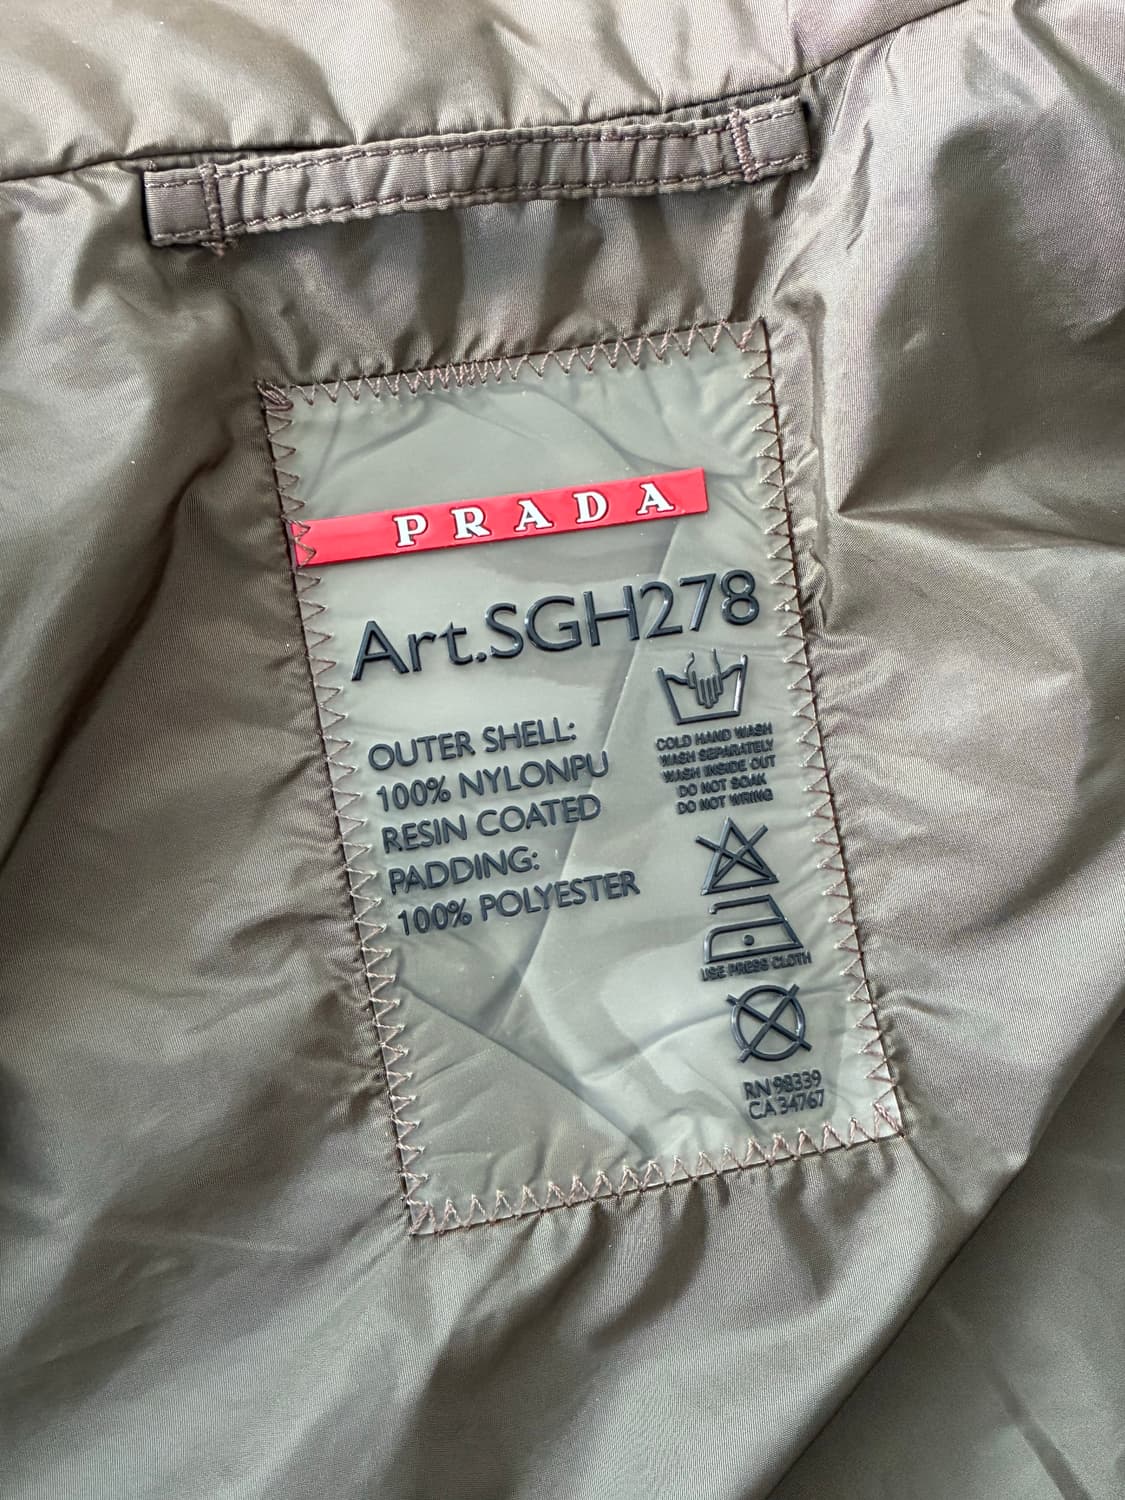 PRADA
Art.SGH278
OUTER SHELL:
100% NYLONPU
RESIN COATED
PADDING:
100% POLYESTER
COLD HAND WASH
WASH SEPARATELY
WASH INSIDE OUT
DO NOT SOAK
DO NOT WRING
USE PRESS CLOTH
RN 98339
CA 34767